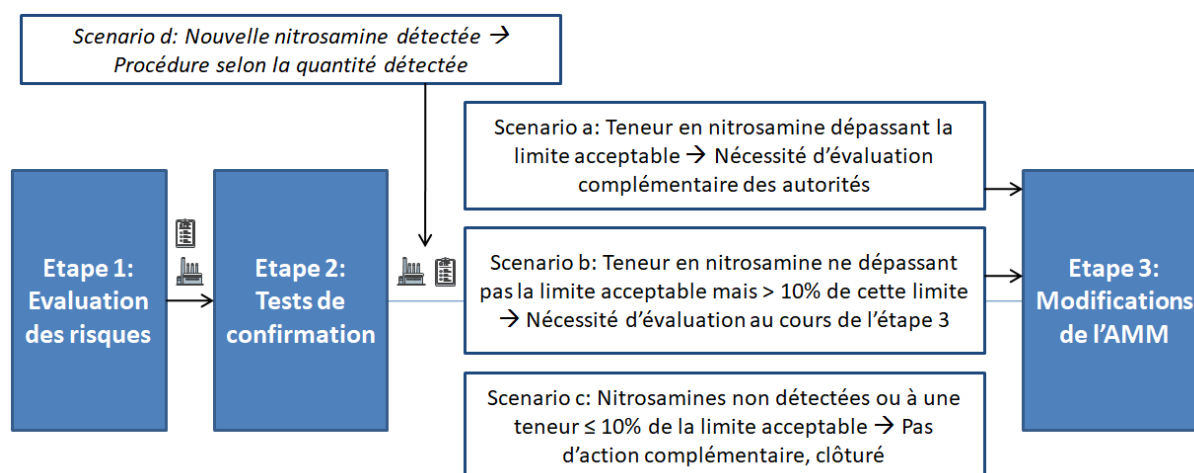 Scenario d: Nouvelle nitrosamine détectée →
Procédure selon la quantité détectée
Scenario a: Teneur en nitrosamine dépassant la
limite acceptable → Nécessité d'évaluation
complémentaire des autorités
Etape 1:
Evaluation
des risques
Etape 2:
Tests de
confirmation
Scenario b: Teneur en nitrosamine ne dépassant
pas la limite acceptable mais > 10% de cette limite
→ Nécessité d'évaluation au cours de l'étape 3
Etape 3:
Modifications
de l'AMM
Scenario c: Nitrosamines non détectées ou à une
teneur ≤ 10% de la limite acceptable → Pas
d'action complémentaire, clôturé